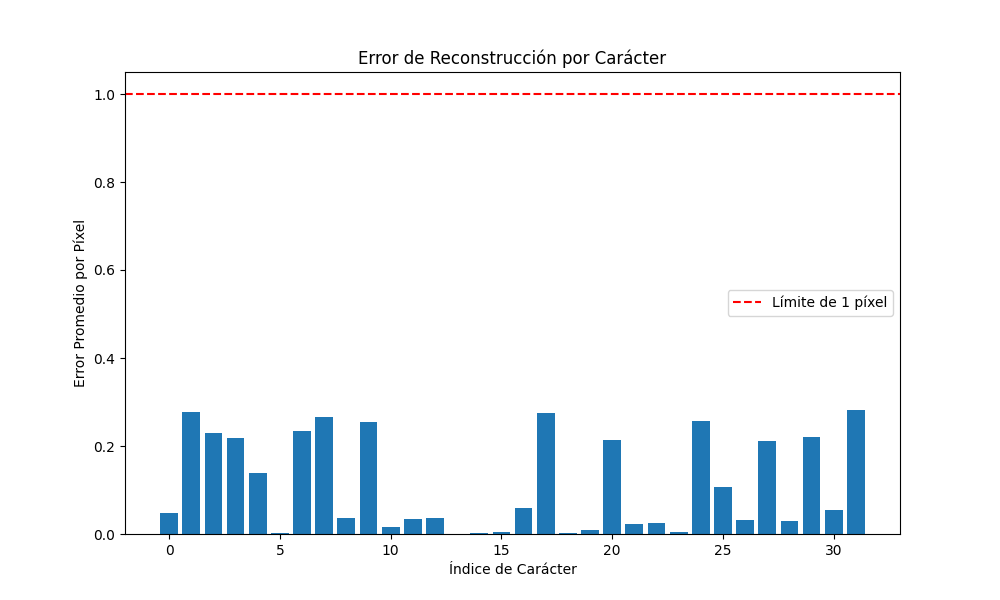 Error de Reconstrucción por Carácter
Error Promedio por Píxel
1.0
0.8
0.6
0.4
0.2
0.0
Límite de 1 píxel
0 5 10 15 20 25 30
Índice de Carácter